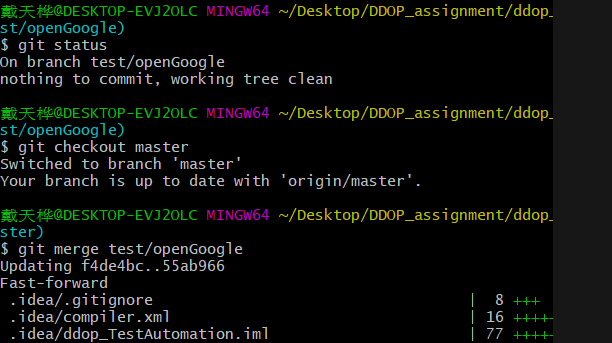 戴天桦@DESKTOP-EVJ2OLC MINGW64 ~/Desktop/DDOP_assignment/ddop_
st/openGoogle)
$ git status
On branch test/openGoogle
nothing to commit, working tree clean
戴天桦@DESKTOP-EVJ2OLC MINGW64 ~/Desktop/DDOP_assignment/ddop_
st/openGoogle)
$ git checkout master
Switched to branch 'master'
Your branch is up to date with 'origin/master'.
戴天桦@DESKTOP-EVJ2OLC MINGW64 ~/Desktop/DDOP_assignment/ddop_
ster)
$ git merge test/openGoogle
Updating f4de4bc..55ab966
Fast-forward
.idea/.gitignore | 8 +++
.idea/compiler.xml | 16 +++++
.idea/ddop_TestAutomation.iml | 77 +++++